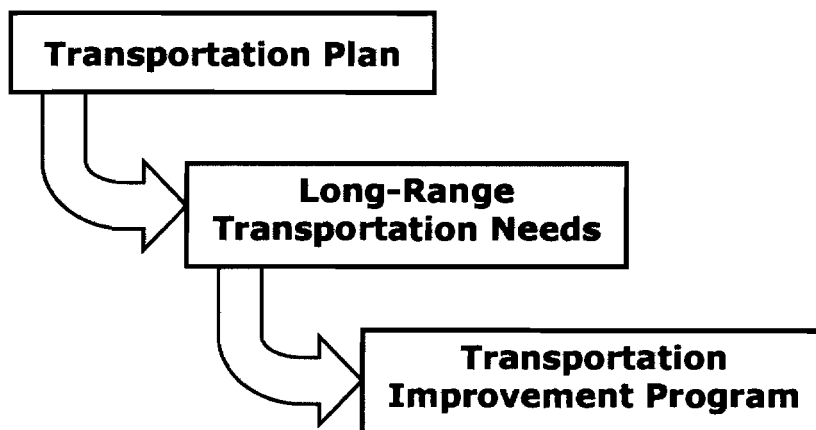 Transportation Plan
Long-Range
Transportation Needs
Transportation
Improvement Program